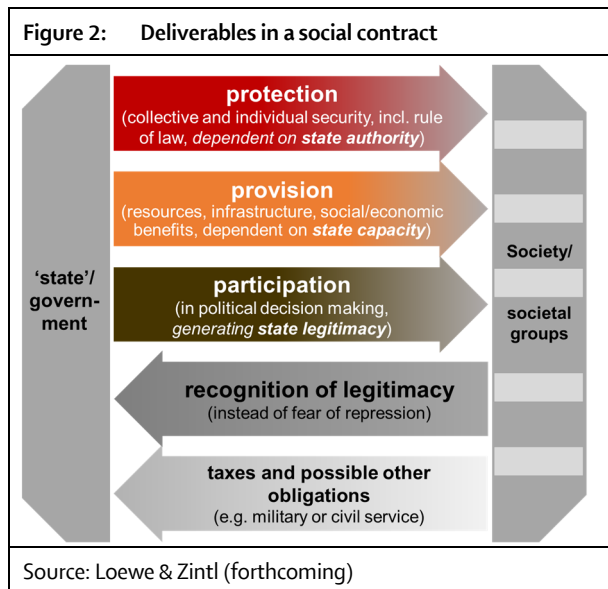 Figure 2: Deliverables in a social contract
protection
(collective and individual security, incl. rule
of law, dependent on state authority)
provision
(resources, infrastructure, social/economic
benefits, dependent on state capacity)
'state'/
govern-
ment
Society/
societal
groups
participation
(in political decision making,
generating state legitimacy)
recognition of legitimacy
(instead of fear of repression)
taxes and possible other
obligations
(e.g. military or civil service)
Source: Loewe & Zintl (forthcoming)